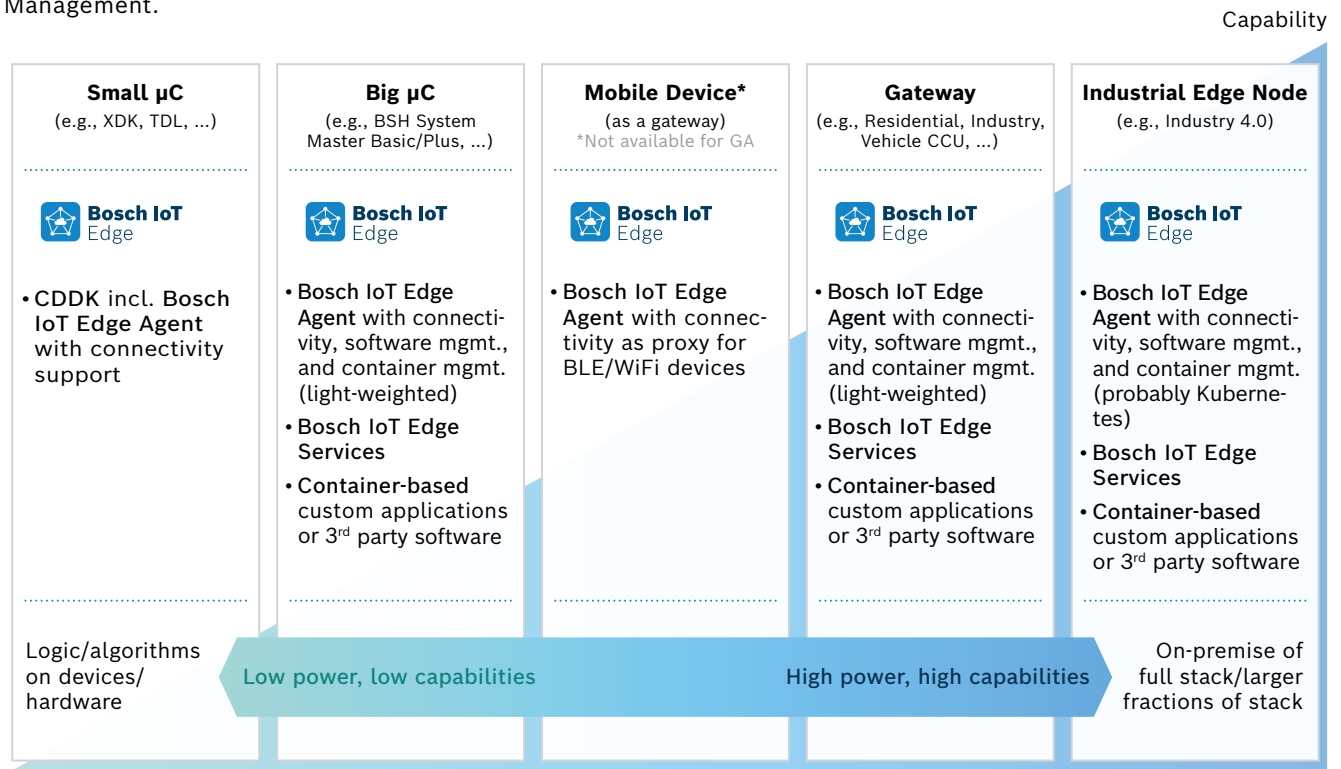 Management.
Capability
Small µC
(e.g., XDK, TDL, ...)
Bosch IoT
Edge
• CDDK incl. Bosch
IoT Edge Agent
with connectivity
support
Logic/algorithms
on devices/
hardware
Big µC
(e.g., BSH System
Master Basic/Plus, ...)
Bosch IoT
Edge
• Bosch IoT Edge
Agent with connecti-
vity, software mgmt.,
and container mgmt.
(light-weighted)
• Bosch IoT Edge
Services
• Container-based
custom applications
or 3rd party software
Mobile Device*
(as a gateway)
*Not available for GA
Bosch IoT
Edge
• Bosch IoT Edge
Agent with connec-
tivity as proxy for
BLE/WiFi devices
Gateway
(e.g., Residential, Industry,
Vehicle CCU, ...)
Bosch IoT
Edge
• Bosch IoT Edge
Agent with connecti-
vity, software mgmt.,
and container mgmt.
(light-weighted)
• Bosch IoT Edge
Services
• Container-based
custom applications
or 3rd party software
Industrial Edge Node
(e.g., Industry 4.0)
Bosch IoT
Edge
• Bosch IoT Edge
Agent with connecti-
vity, software mgmt.,
and container mgmt.
(probably Kuberne-
tes)
• Bosch IoT Edge
Services
• Container-based
custom applications
or 3rd party software
On-premise of
full stack/larger
fractions of stack
Low power, low capabilities
High power, high capabilities